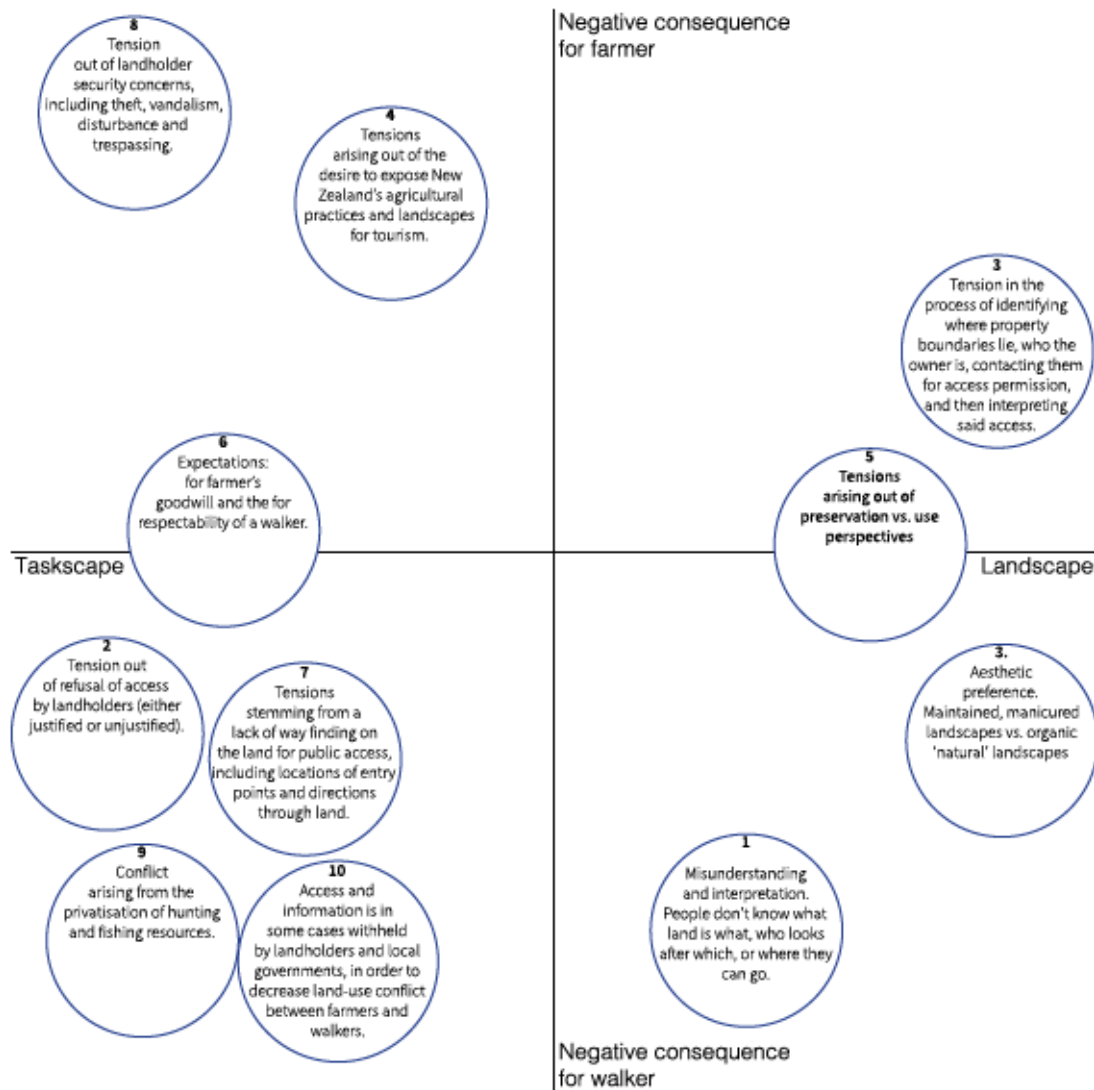 Negative consequence
for farmer
8
Tension
out of landholder
security concerns,
including theft, vandalism,
disturbance and
trespassing.
4
Tensions
arising out of the
desire to expose New
Zealand's agricultural
practices and landscapes
for tourism.
3
Tension in the
process of identifying
where property
boundaries lie, who the
owner is, contacting them
for access permission,
and then interpreting
said access.
6
Expectations:
for farmer's
goodwill and the for
respectability of a walker.
5
Tensions
arising out of
preservation vs. use
perspectives
Taskscape
Landscape
2
Tension out
of refusal of access
by landholders (either
justified or unjustified).
7
Tensions
stemming from a
lack of way finding on
the land for public access,
including locations of entry
points and directions
through land.
3.
Aesthetic
preference.
Maintained, manicured
landscapes vs. organic
'natural' landscapes
9
Conflict
arising from the
privatisation of hunting
and fishing resources.
10
Access and
information is in
some cases withheld
by landholders and local
governments, in order to
decrease land-use conflict
between farmers and
walkers.
1
Misunderstanding
and interpretation.
People don't know what
land is what, who looks
after which, or where they
can go.
Negative consequence
for walker